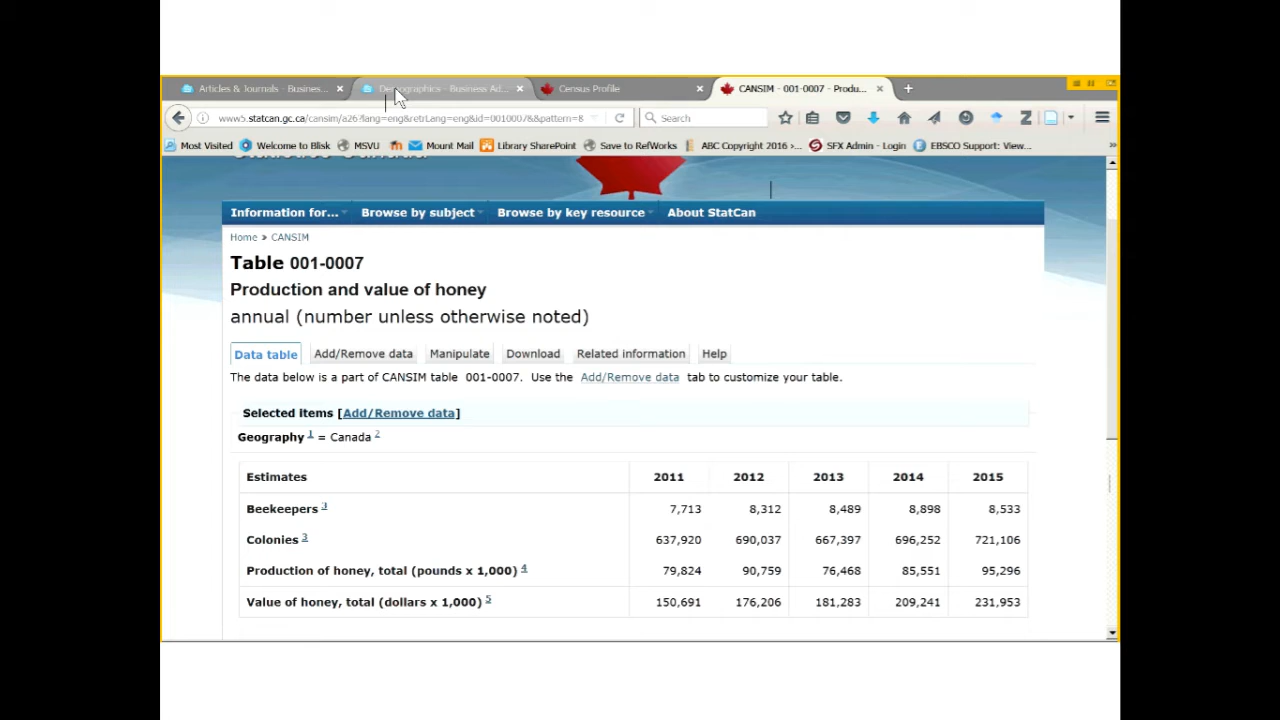 Articles & Journals - Business...
Demographics - Business Ad...
Census Profile
CANSIM - 001-0007 - Produ...
www5.statcan.gc.ca/cansim/a26?lang=eng&retrLang=eng&id=0010007&&pattern=&
Search
Most Visited
Welcome to Blisk
MSVU
Mount Mail
Library SharePoint
Save to RefWorks
ABC Copyright 2016 >...
SFX Admin - Login
EBSCO Support: View...
Information for...
Browse by subject
Browse by key resource
About StatCan
Home > CANSIM
Table 001-0007
Production and value of honey
annual (number unless otherwise noted)
Data table
Add/Remove data
Manipulate
Download
Related information
Help
The data below is a part of CANSIM table 001-0007. Use the Add/Remove data tab to customize your table.
Selected items [Add/Remove data]
Geography 1 = Canada 2
Estimates 2011 2012 2013 2014 2015
Beekeepers 3 7,713 8,312 8,489 8,898 8,533
Colonies 3 637,920 690,037 667,397 696,252 721,106
Production of honey, total (pounds x 1,000) 4 79,824 90,759 76,468 85,551 95,296
Value of honey, total (dollars x 1,000) 5 150,691 176,206 181,283 209,241 231,953